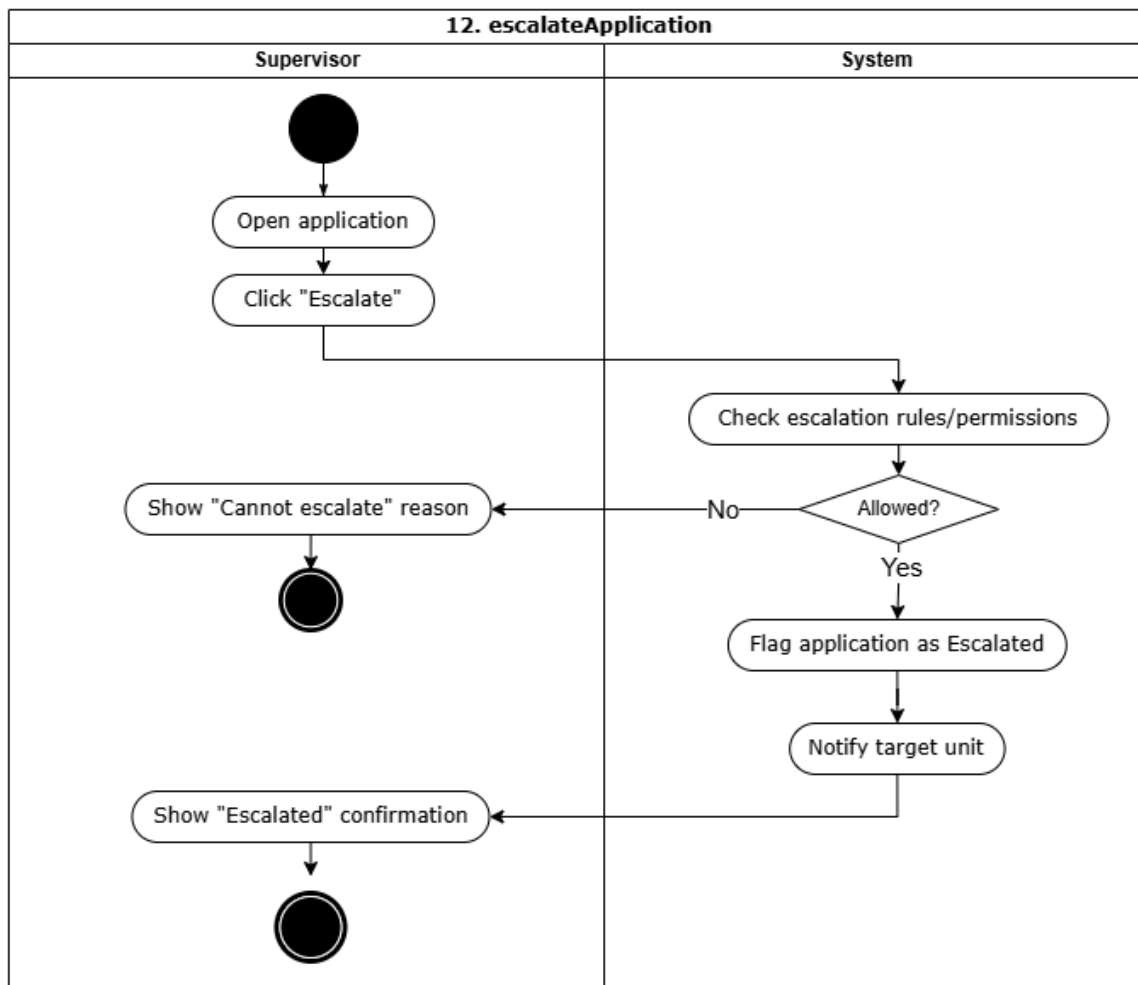 12. escalateApplication
Supervisor
System
Open application
Click "Escalate"
Check escalation rules/permissions
Show "Cannot escalate" reason
No
Allowed?
Yes
Flag application as Escalated
Notify target unit
Show "Escalated" confirmation